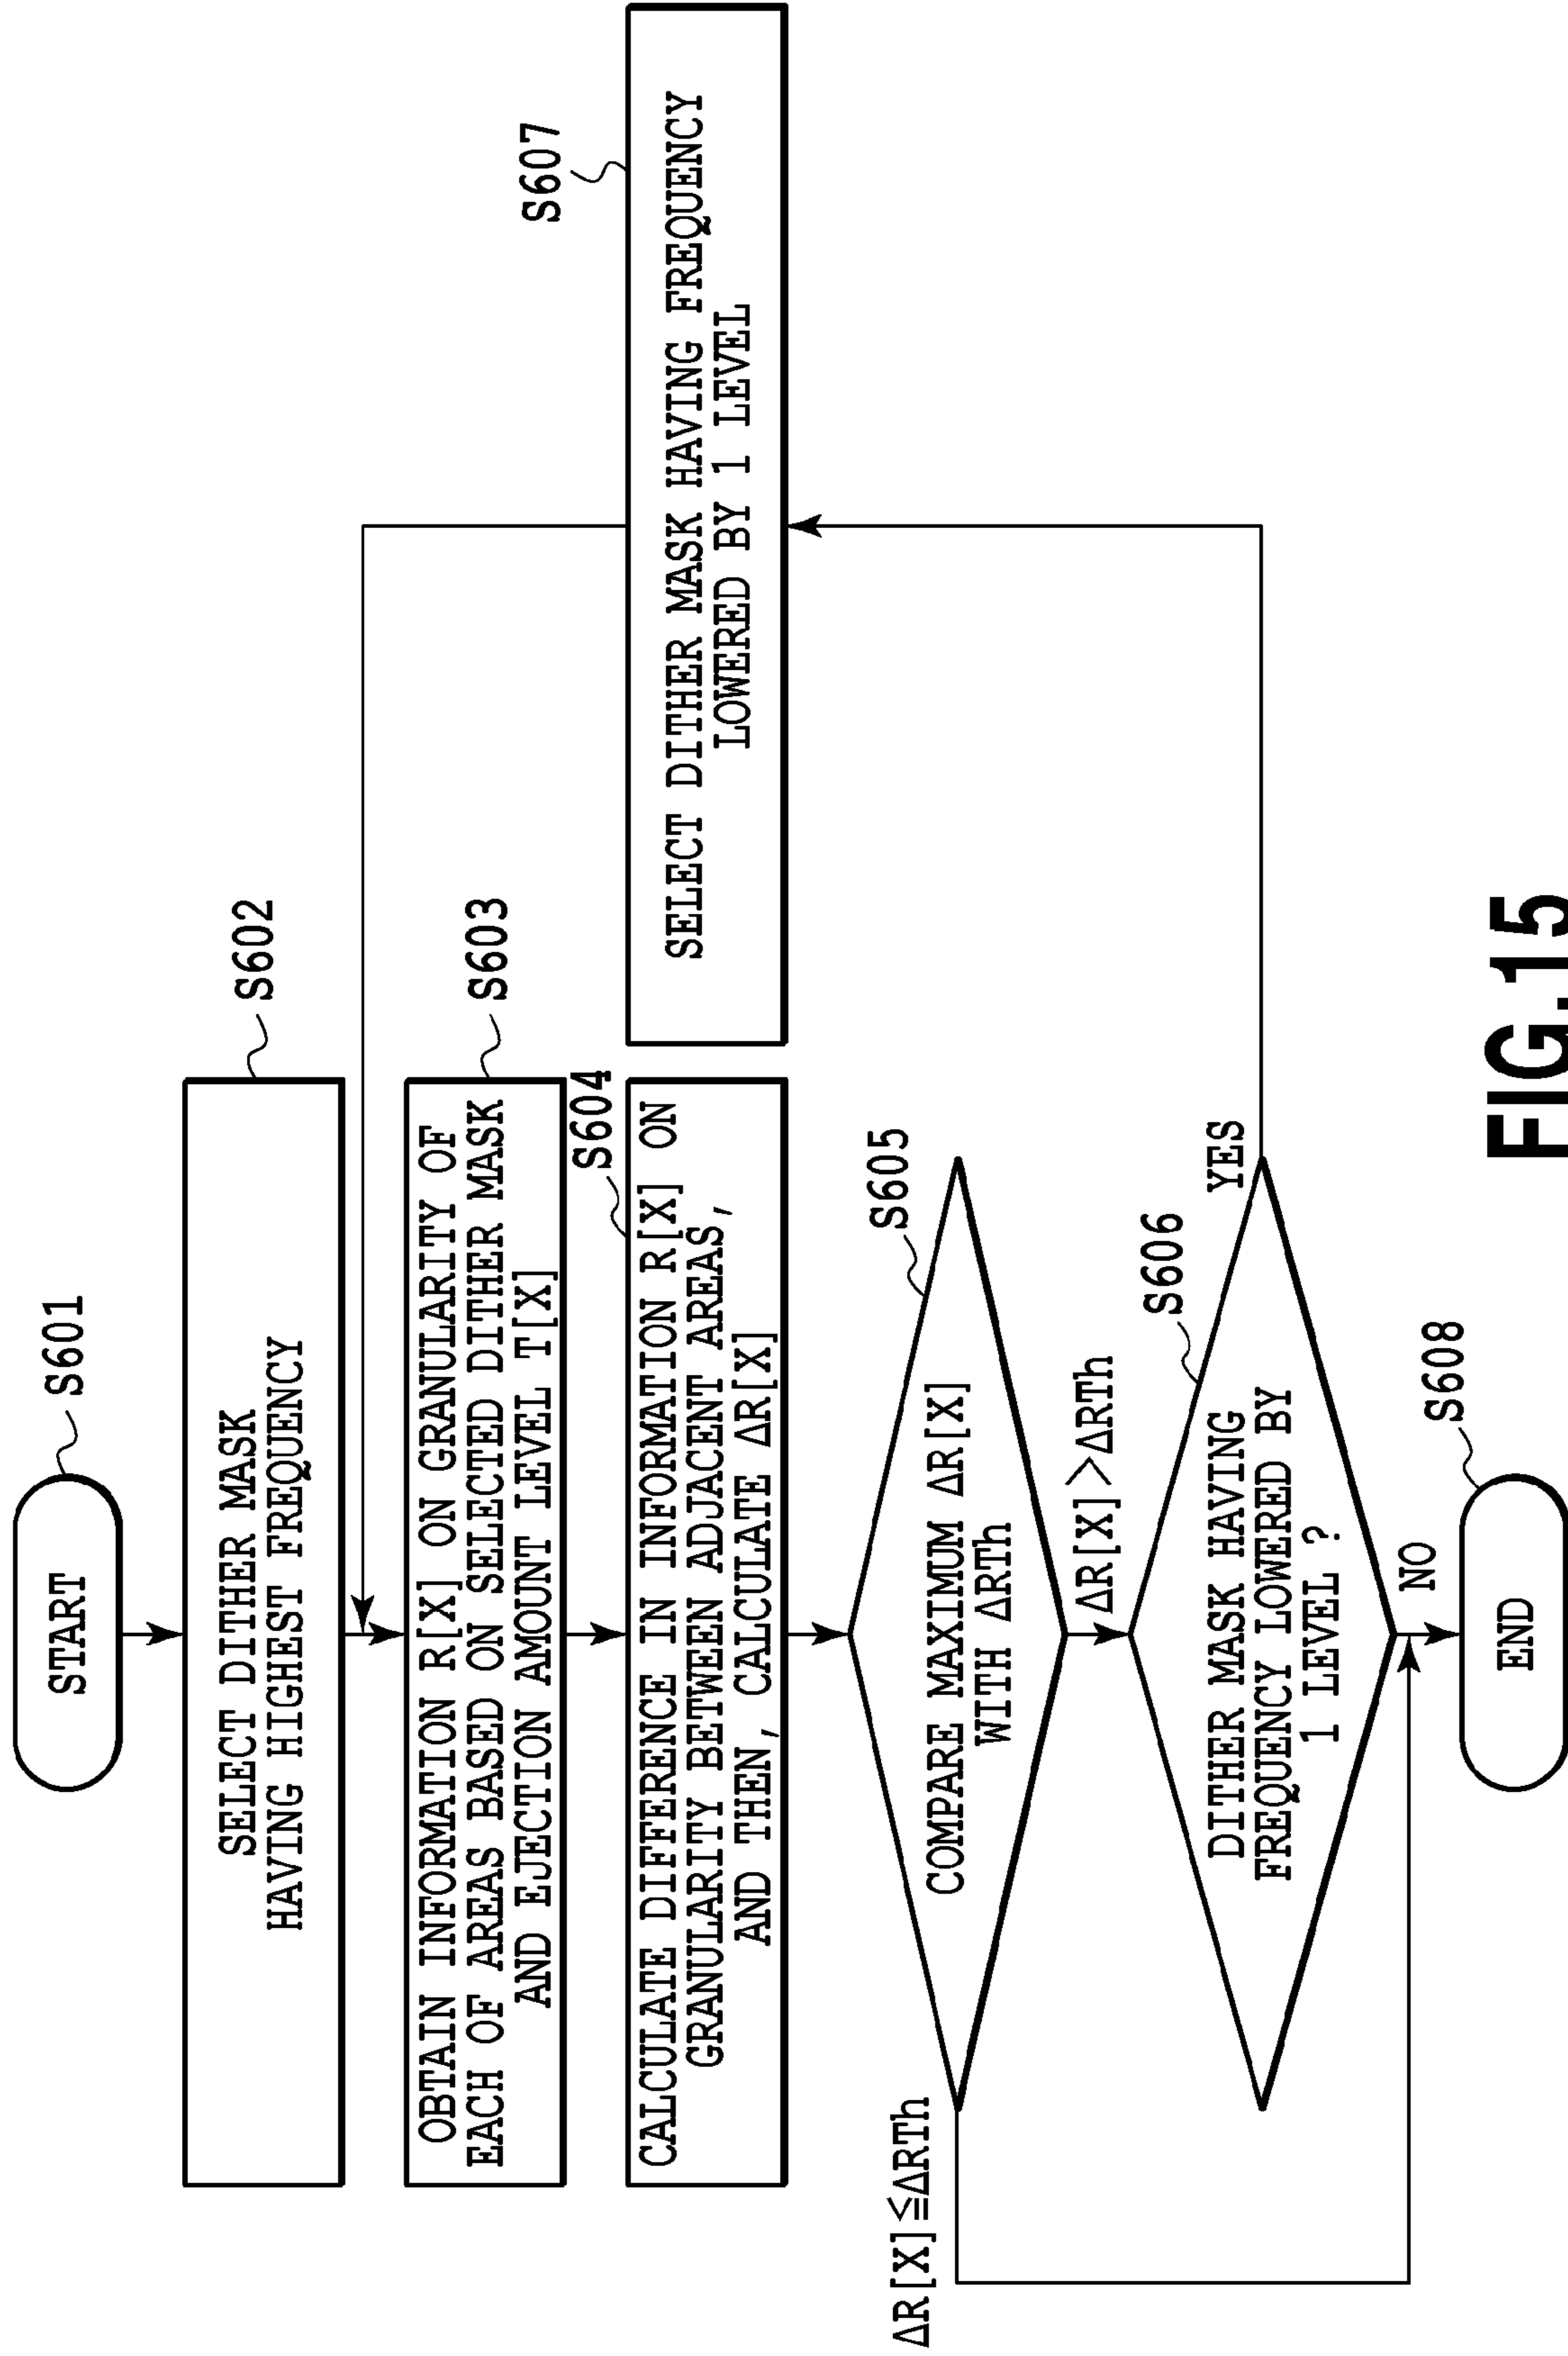 START
S601
SELECT DITHER MASK
HAVING HIGHEST FREQUENCY
S602
OBTAIN INFORMATION R[X] ON GRANULARITY OF
EACH OF AREAS BASED ON SELECTED DITHER MASK
AND EJECTION AMOUNT LEVEL T[X]
S603
S604
CALCULATE DIFFERENCE IN INFORMATION R[X] ON
GRANULARITY BETWEEN ADJACENT AREAS,
AND THEN, CALCULATE ΔR[X]
S607
SELECT DITHER MASK HAVING FREQUENCY
LOWERED BY 1 LEVEL
S605
COMPARE MAXIMUM ΔR[X]
WITH ΔRTh
ΔR[X]≦ΔRTh
ΔR[X]>ΔRTh
S606
DITHER MASK HAVING
FREQUENCY LOWERED BY
1 LEVEL ?
YES
NO
S608
END
FIG.15